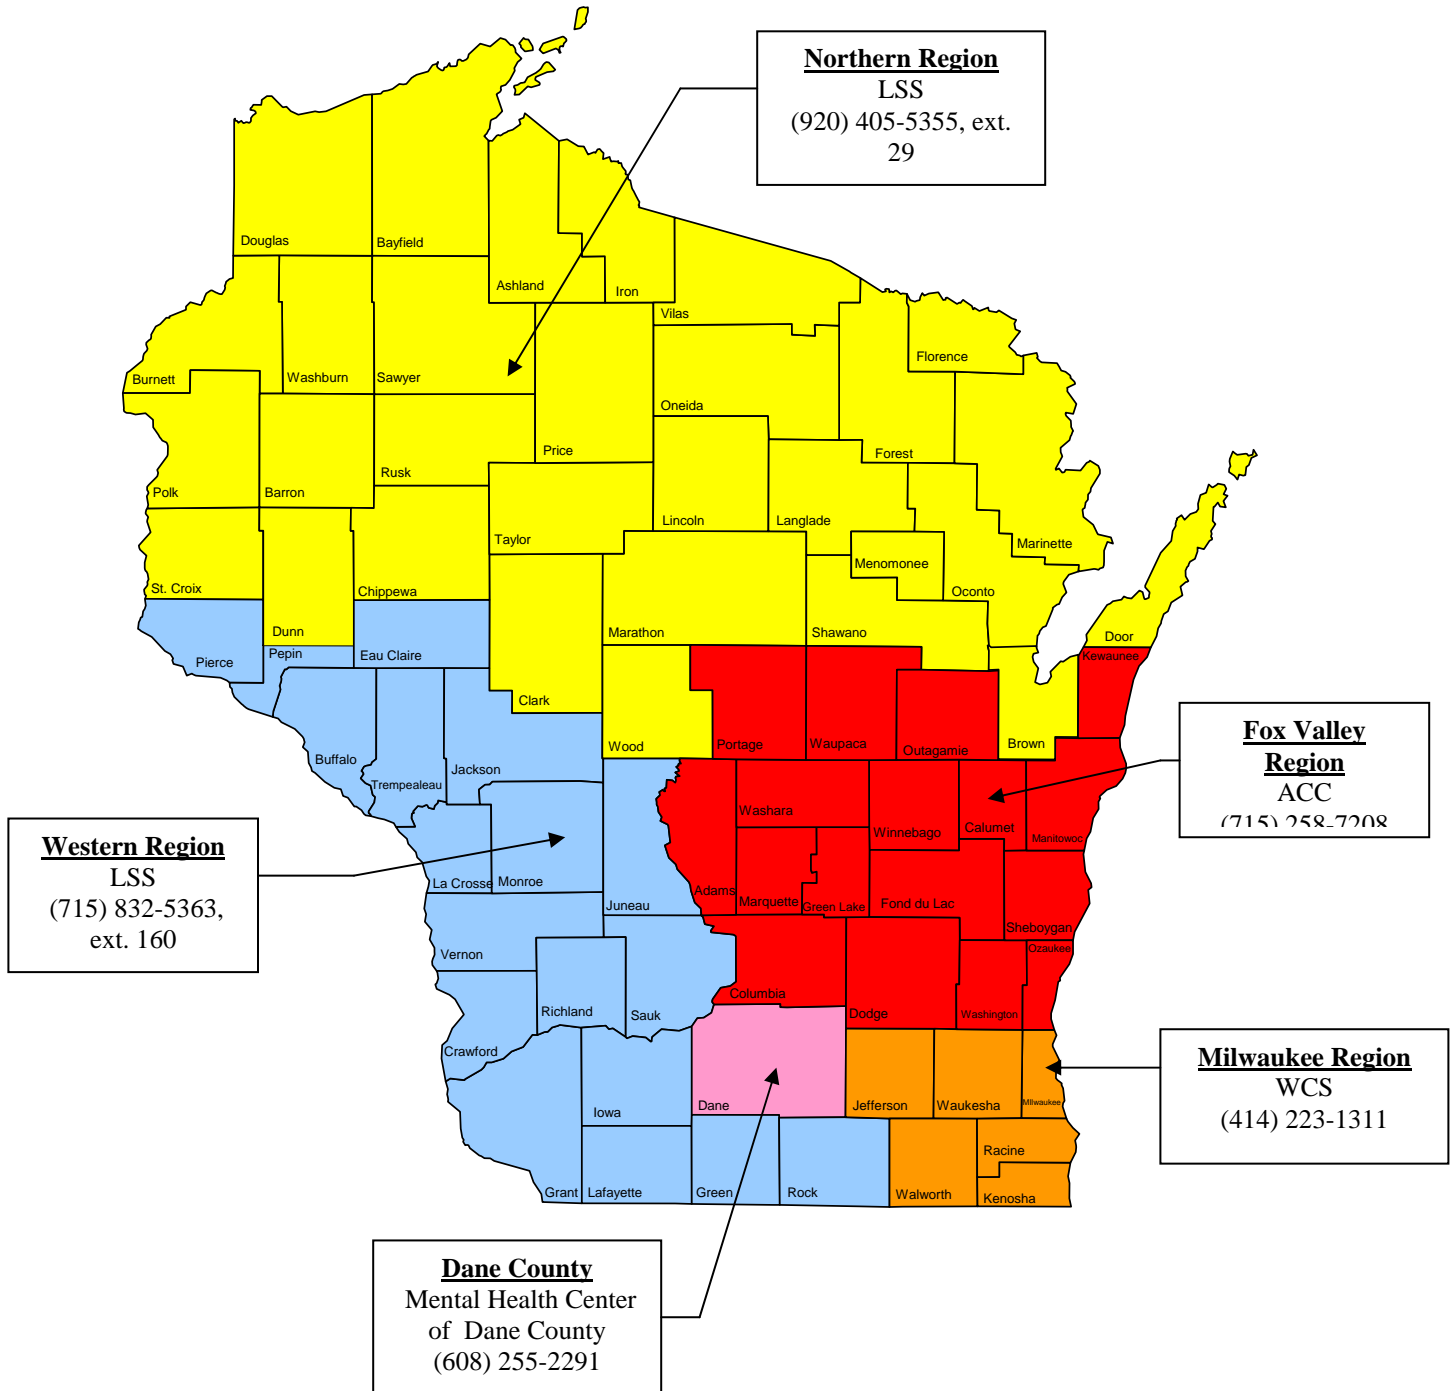 Northern Region
LSS
(920) 405-5355, ext.
29
Douglas
Bayfield
Ashland
Iron
Vilas
Florence
Burnett
Washburn
Sawyer
Oneida
Price
Forest
Rusk
Polk
Barron
Lincoln
Langlade
Taylor
Marinette
Menomonee
St. Croix
Chippewa
Oconto
Dunn
Marathon
Shawano
Door
Pierce
Pepin
Eau Claire
Kewaunee
Clark
Wood
Portage
Waupaca
Outagamie
Brown
Fox Valley
Region
ACC
(715) 258-7208
Buffalo
Trempealeau
Jackson
Washara
Winnebago
Calumet
Manitowoc
Western Region
LSS
(715) 832-5363,
ext. 160
La Crosse
Monroe
Juneau
Adams
Marquette
Green Lake
Fond du Lac
Sheboygan
Vernon
Ozaukee
Richland
Sauk
Columbia
Dodge
Washington
Crawford
Milwaukee Region
WCS
(414) 223-1311
Iowa
Dane
Jefferson
Waukesha
Milwaukee
Racine
Grant
Lafayette
Green
Rock
Walworth
Kenosha
Dane County
Mental Health Center
of Dane County
(608) 255-2291